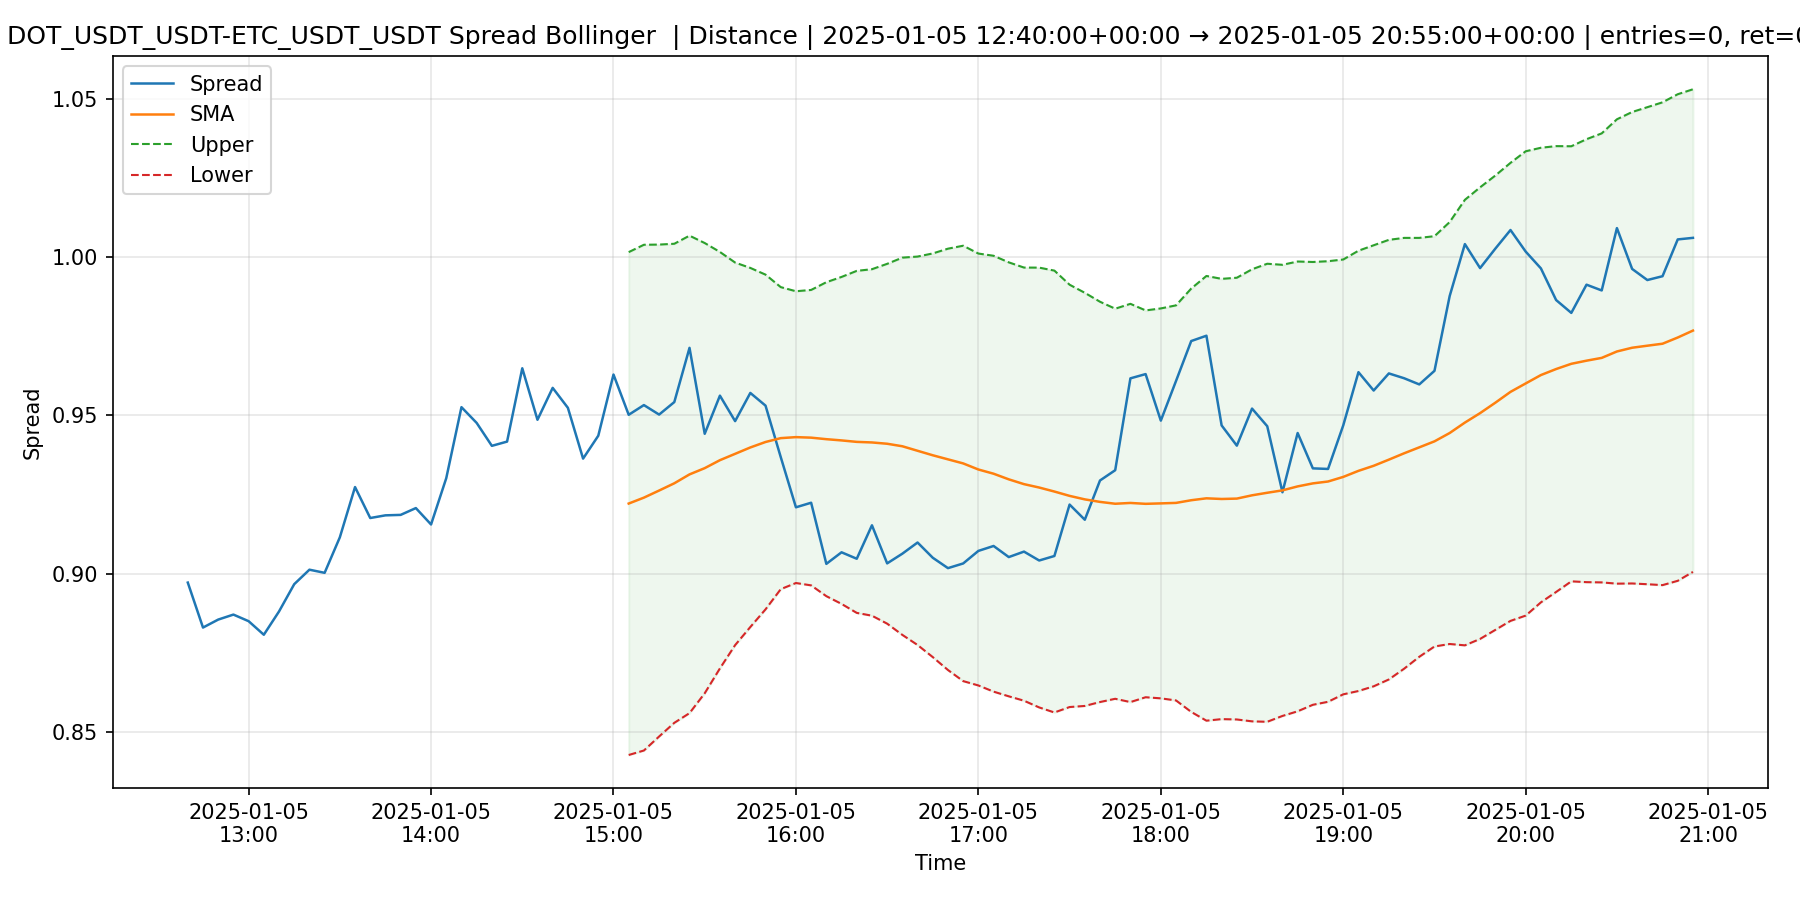 DOT_USDT_USDT-ETC_USDT_USDT Spread Bollinger | Distance | 2025-01-05 12:40:00+00:00 → 2025-01-05 20:55:00+00:00 | entries=0, ret=0
Spread
SMA
Upper
Lower
1.05
1.00
0.95
0.90
0.85
Spread
2025-01-05 2025-01-05 2025-01-05 2025-01-05 2025-01-05 2025-01-05 2025-01-05 2025-01-05 2025-01-05
13:00 14:00 15:00 16:00 17:00 18:00 19:00 20:00 21:00
Time